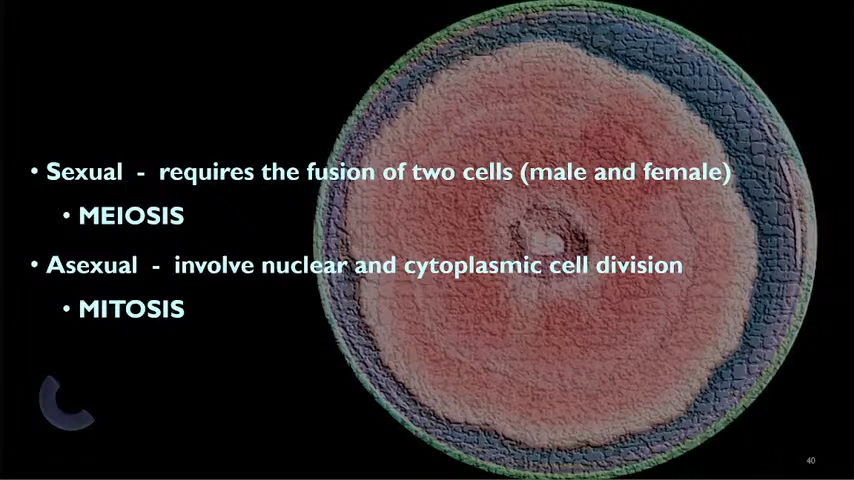 • Sexual - requires the fusion of two cells (male and female)
• MEIOSIS
• Asexual - involve nuclear and cytoplasmic cell division
• MITOSIS
40